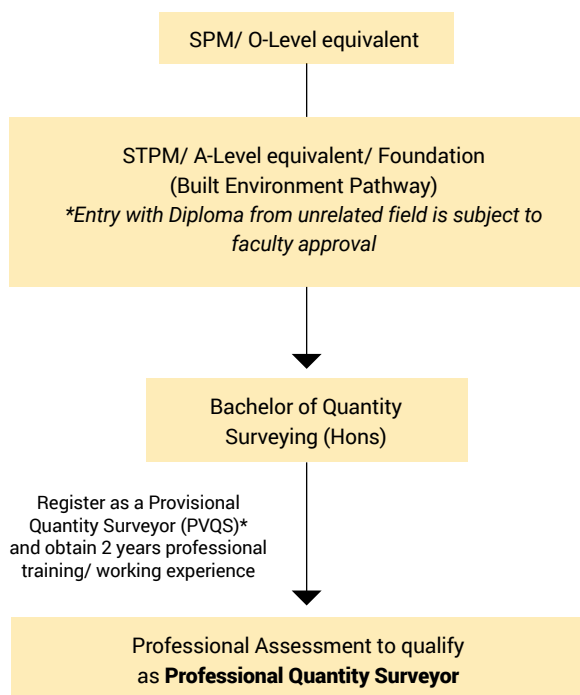 SPM/ O-Level equivalent
STPM/ A-Level equivalent/ Foundation
(Built Environment Pathway)
*Entry with Diploma from unrelated field is subject to
faculty approval
Bachelor of Quantity
Surveying (Hons)
Register as a Provisional
Quantity Surveyor (PVQS)*
and obtain 2 years professional
training/ working experience
Professional Assessment to qualify
as Professional Quantity Surveyor